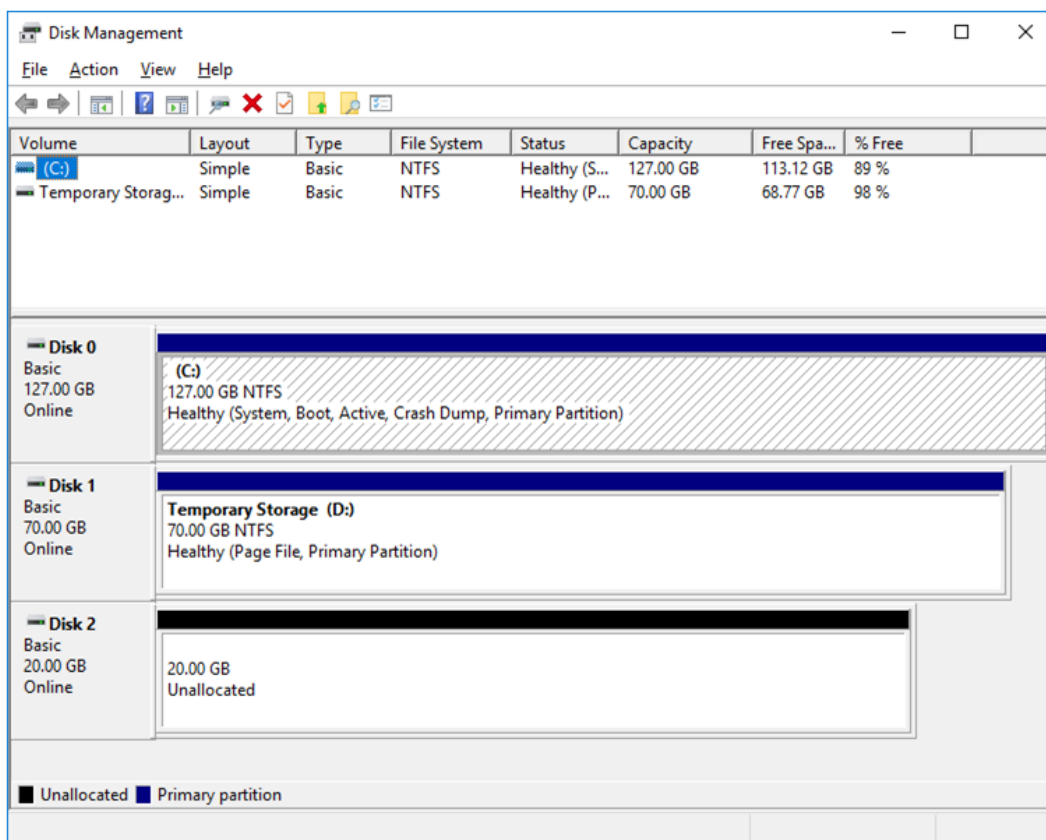 Disk Management
File Action View Help
Volume Layout Type File System Status Capacity Free Spa... % Free
(C:) Simple Basic NTFS Healthy (S... 127.00 GB 113.12 GB 89 %
Temporary Storag... Simple Basic NTFS Healthy (P... 70.00 GB 68.77 GB 98 %
Disk 0
Basic
127.00 GB
Online
(C:)
127.00 GB NTFS
Healthy (System, Boot, Active, Crash Dump, Primary Partition)
Disk 1
Basic
70.00 GB
Online
Temporary Storage (D:)
70.00 GB NTFS
Healthy (Page File, Primary Partition)
Disk 2
Basic
20.00 GB
Online
20.00 GB
Unallocated
Unallocated Primary partition